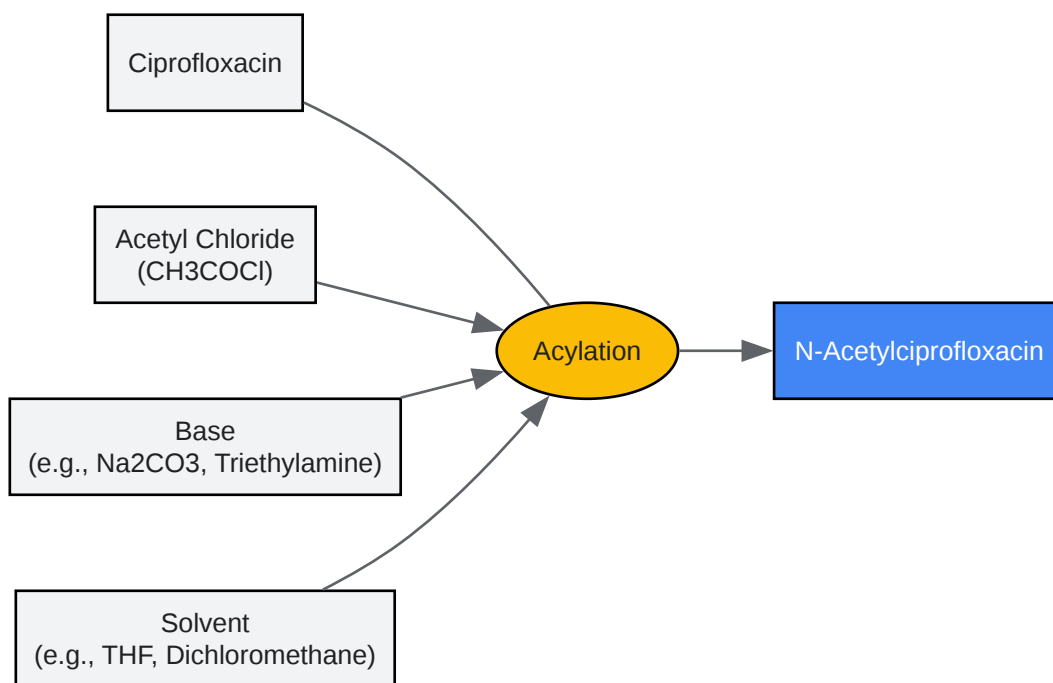 Ciprofloxacin
Acetyl Chloride
(CH3COCl)
Acylation
N-Acetylciprofloxacin
Base
(e.g., Na2CO3, Triethylamine)
Solvent
(e.g., THF, Dichloromethane)